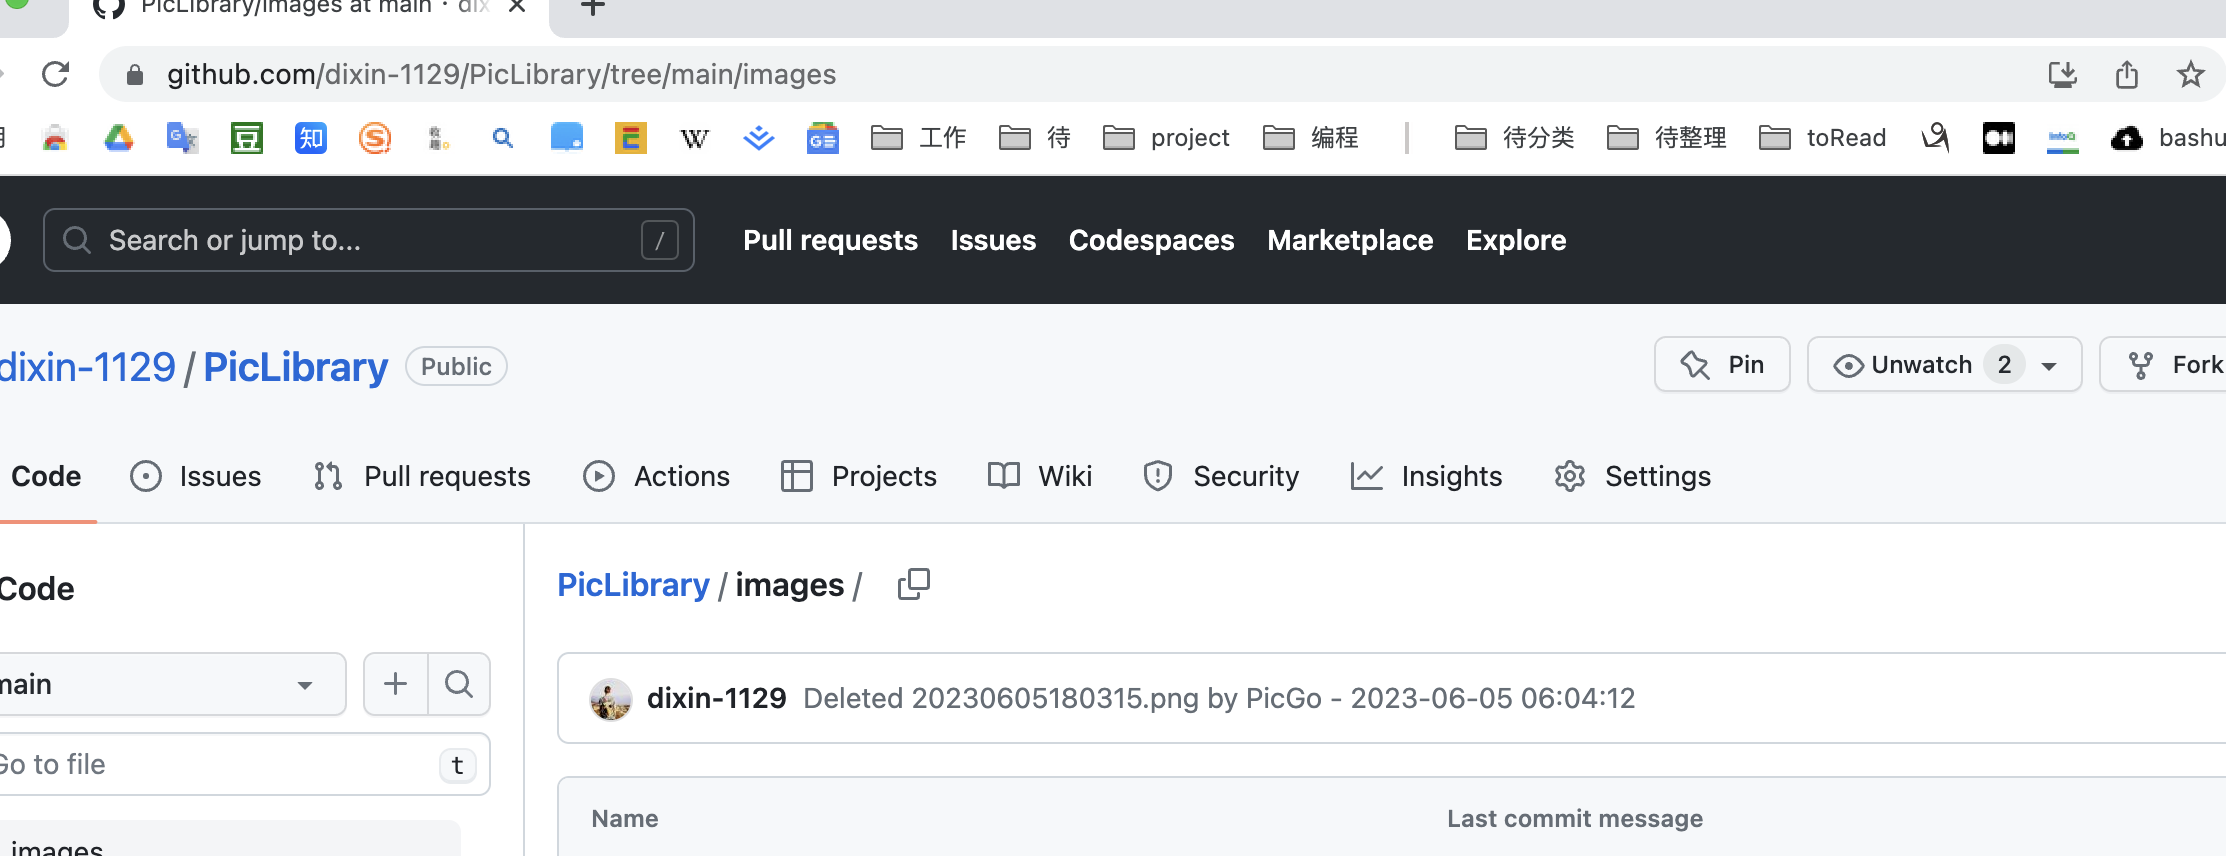 PicLibrary/images at main · dix
github.com/dixin-1129/PicLibrary/tree/main/images
知 豆 W 工作 待 project 编程 待分类 待整理 toRead InfoQ bashu
Search or jump to... /
Pull requests Issues Codespaces Marketplace Explore
dixin-1129 / PicLibrary Public Pin Unwatch 2 Fork
Code Issues Pull requests Actions Projects Wiki Security Insights Settings
Code
PicLibrary / images /
main
dixin-1129 Deleted 20230605180315.png by PicGo - 2023-06-05 06:04:12
Go to file t
Name Last commit message
images